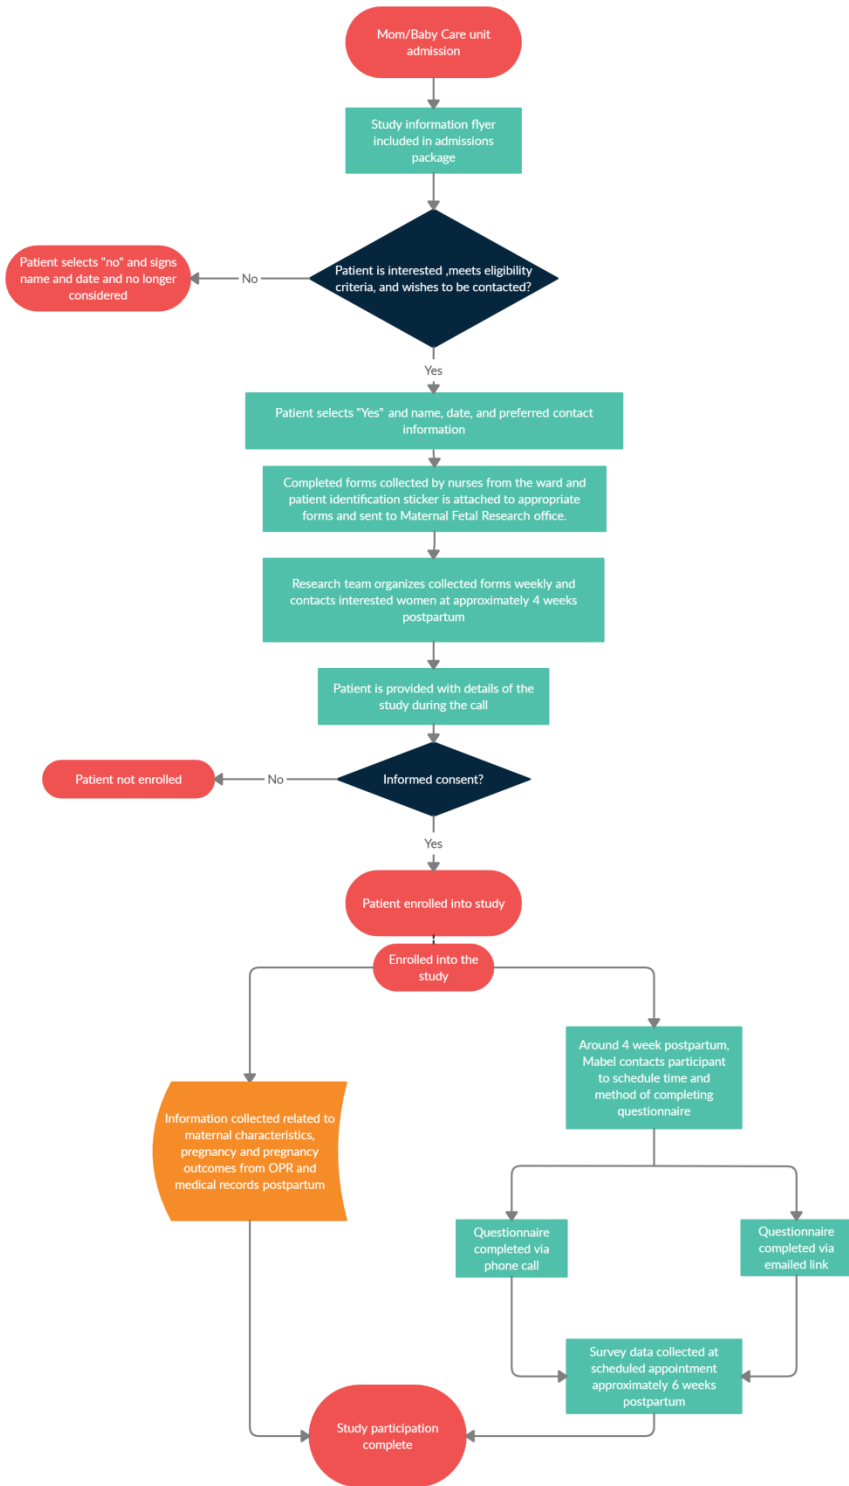 Mom/Baby Care unit
admission
Study information flyer
included in admissions
package
Patient is interested ,meets eligibility
criteria, and wishes to be contacted?
No
Patient selects "no" and signs
name and date and no longer
considered
Yes
Patient selects "Yes" and name, date, and preferred contact
information
Completed forms collected by nurses from the ward and
patient identification sticker is attached to appropriate
forms and sent to Maternal Fetal Research office.
Research team organizes collected forms weekly and
contacts interested women at approximately 4 weeks
postpartum
Patient is provided with details of the
study during the call
Informed consent?
No
Patient not enrolled
Yes
Patient enrolled into study
Enrolled into the
study
Information collected related to
maternal characteristics,
pregnancy and pregnancy
outcomes from OPR and
medical records postpartum
Around 4 week postpartum,
Mabel contacts participant
to schedule time and
method of completing
questionnaire
Questionnaire
completed via
phone call
Questionnaire
completed via
emailed link
Survey data collected at
scheduled appointment
approximately 6 weeks
postpartum
Study participation
complete